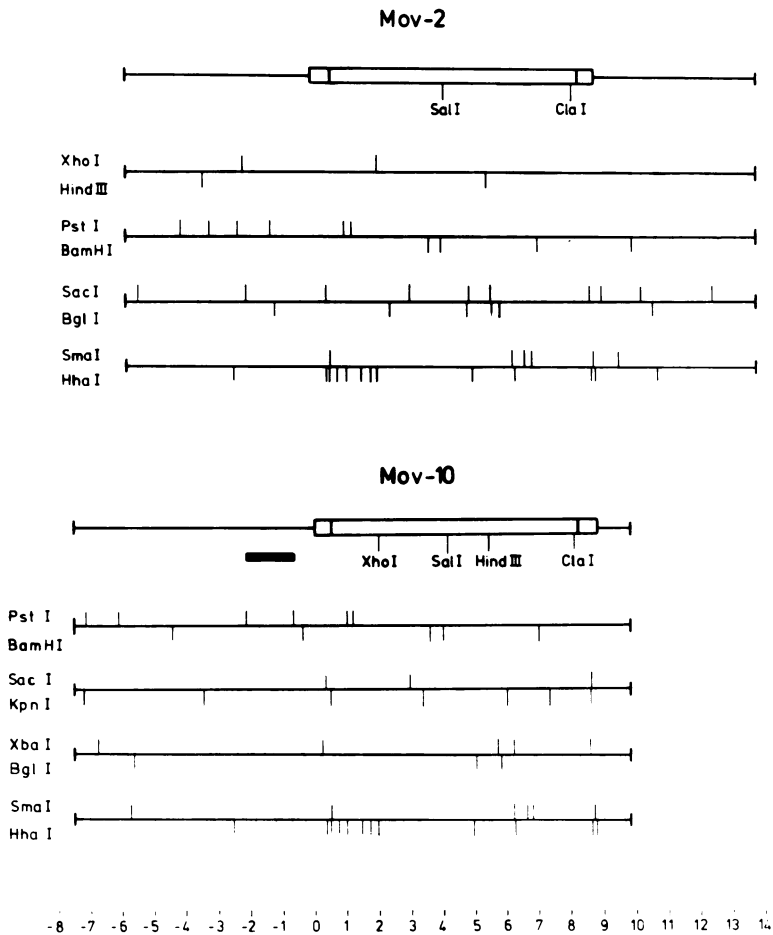 Mov-2
Sal I Cla I
Xho I
Hind III
Pst I
BamH I
Sac I
Bgl I
Sma I
Hha I
Mov-10
Xho I Sal I Hind III Cla I
Pst I
BamH I
Sac I
Kpn I
Xba I
Bgl I
Sma I
Hha I
-8 -7 -6 -5 -4 -3 -2 -1 0 1 2 3 4 5 6 7 8 9 10 11 12 13 14